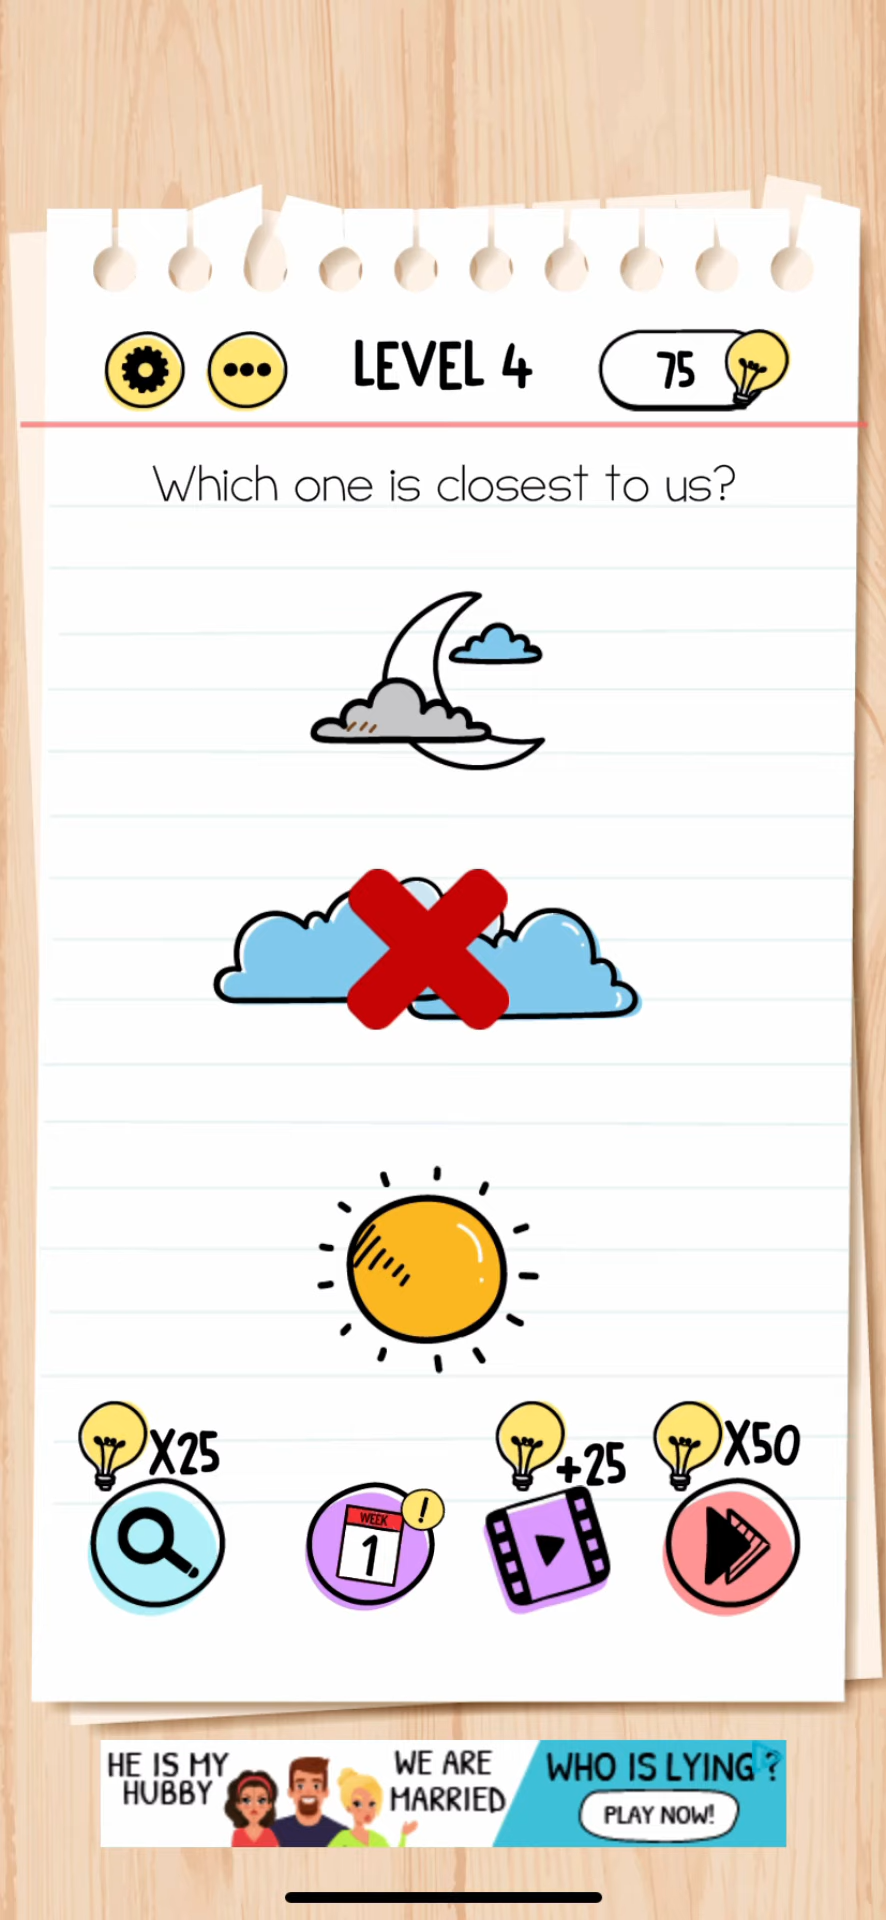 LEVEL 4
75
Which one is closest to us?
X25
+25
X50
WEEK
1
!
HE IS MY
HUBBY
WE ARE
MARRIED
WHO IS LYING?
PLAY NOW!